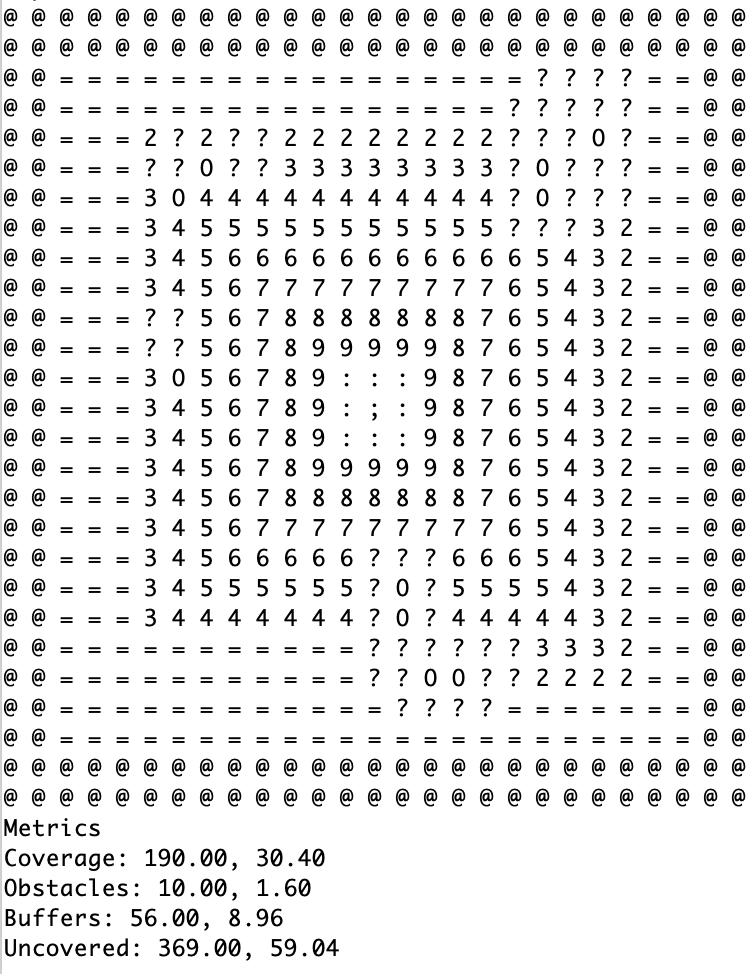 @ @ @ @ @ @ @ @ @ @ @ @ @ @ @ @ @ @ @ @ @ @ @ @ @ @ @
@ @ @ @ @ @ @ @ @ @ @ @ @ @ @ @ @ @ @ @ @ @ @ @ @ @ @
@ @ = = = = = = = = = = = = = = = = = ? ? ? ? = = @ @
@ @ = = = = = = = = = = = = = = = = ? ? ? ? ? = = @ @
@ @ = = = 2 ? 2 ? ? 2 2 2 2 2 2 2 2 ? ? ? 0 ? = = @ @
@ @ = = = ? ? 0 ? ? 3 3 3 3 3 3 3 3 ? 0 ? ? ? = = @ @
@ @ = = = 3 0 4 4 4 4 4 4 4 4 4 4 4 ? 0 ? ? ? = = @ @
@ @ = = = 3 4 5 5 5 5 5 5 5 5 5 5 5 ? ? ? 3 2 = = @ @
@ @ = = = 3 4 5 6 6 6 6 6 6 6 6 6 6 6 5 4 3 2 = = @ @
@ @ = = = 3 4 5 6 7 7 7 7 7 7 7 7 7 6 5 4 3 2 = = @ @
@ @ = = = ? ? 5 6 7 8 8 8 8 8 8 8 7 6 5 4 3 2 = = @ @
@ @ = = = ? ? 5 6 7 8 9 9 9 9 9 8 7 6 5 4 3 2 = = @ @
@ @ = = = 3 0 5 6 7 8 9 : : : 9 8 7 6 5 4 3 2 = = @ @
@ @ = = = 3 4 5 6 7 8 9 : ; : 9 8 7 6 5 4 3 2 = = @ @
@ @ = = = 3 4 5 6 7 8 9 : : : 9 8 7 6 5 4 3 2 = = @ @
@ @ = = = 3 4 5 6 7 8 9 9 9 9 9 8 7 6 5 4 3 2 = = @ @
@ @ = = = 3 4 5 6 7 8 8 8 8 8 8 8 7 6 5 4 3 2 = = @ @
@ @ = = = 3 4 5 6 7 7 7 7 7 7 7 7 7 6 5 4 3 2 = = @ @
@ @ = = = 3 4 5 6 6 6 6 6 ? ? ? 6 6 6 5 4 3 2 = = @ @
@ @ = = = 3 4 5 5 5 5 5 5 ? 0 ? 5 5 5 5 4 3 2 = = @ @
@ @ = = = 3 4 4 4 4 4 4 4 ? 0 ? 4 4 4 4 4 3 2 = = @ @
@ @ = = = = = = = = = = = ? ? ? ? ? ? 3 3 3 2 = = @ @
@ @ = = = = = = = = = = = ? ? 0 0 ? ? 2 2 2 2 = = @ @
@ @ = = = = = = = = = = = = ? ? ? ? = = = = = = = @ @
@ @ = = = = = = = = = = = = = = = = = = = = = = = @ @
@ @ @ @ @ @ @ @ @ @ @ @ @ @ @ @ @ @ @ @ @ @ @ @ @ @ @
@ @ @ @ @ @ @ @ @ @ @ @ @ @ @ @ @ @ @ @ @ @ @ @ @ @ @
Metrics
Coverage: 190.00, 30.40
Obstacles: 10.00, 1.60
Buffers: 56.00, 8.96
Uncovered: 369.00, 59.04